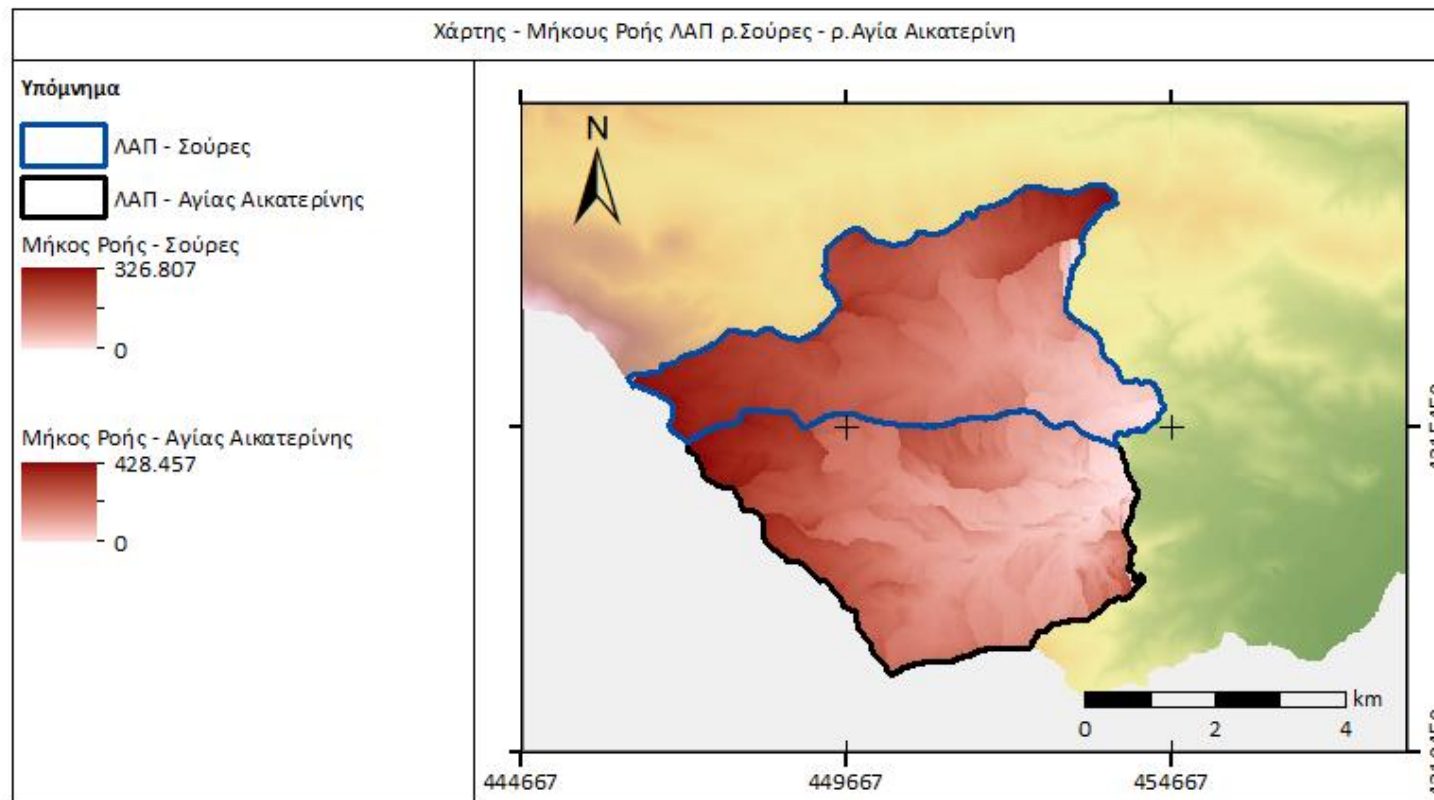 Χάρτης - Μήκους Ροής ΛΑΠ ρ.Σούρες - ρ.Αγία Αικατερίνη
Υπόμνημα
ΛΑΠ - Σούρες
ΛΑΠ - Αγίας Αικατερίνης
Μήκος Ροής - Σούρες
326.807
0
Μήκος Ροής - Αγίας Αικατερίνης
428.457
0
N
km
0 2 4
444667 449667 454667